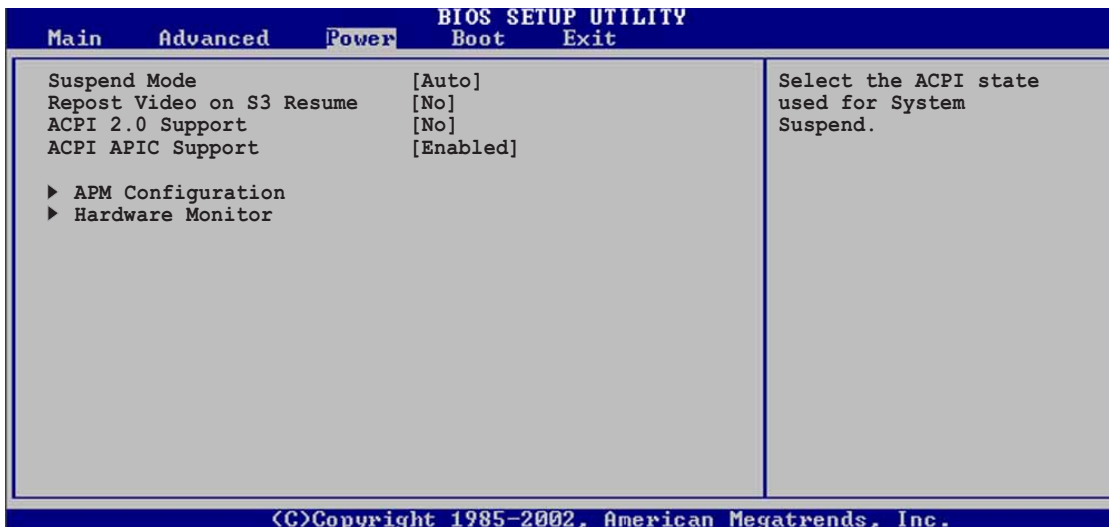 BIOS SETUP UTILITY
Main Advanced Power Boot Exit
Suspend Mode [Auto]
Repost Video on S3 Resume [No]
ACPI 2.0 Support [No]
ACPI APIC Support [Enabled]
APM Configuration
Hardware Monitor
Select the ACPI state
used for System
Suspend.
(C)Copyright 1985-2002, American Megatrends, Inc.